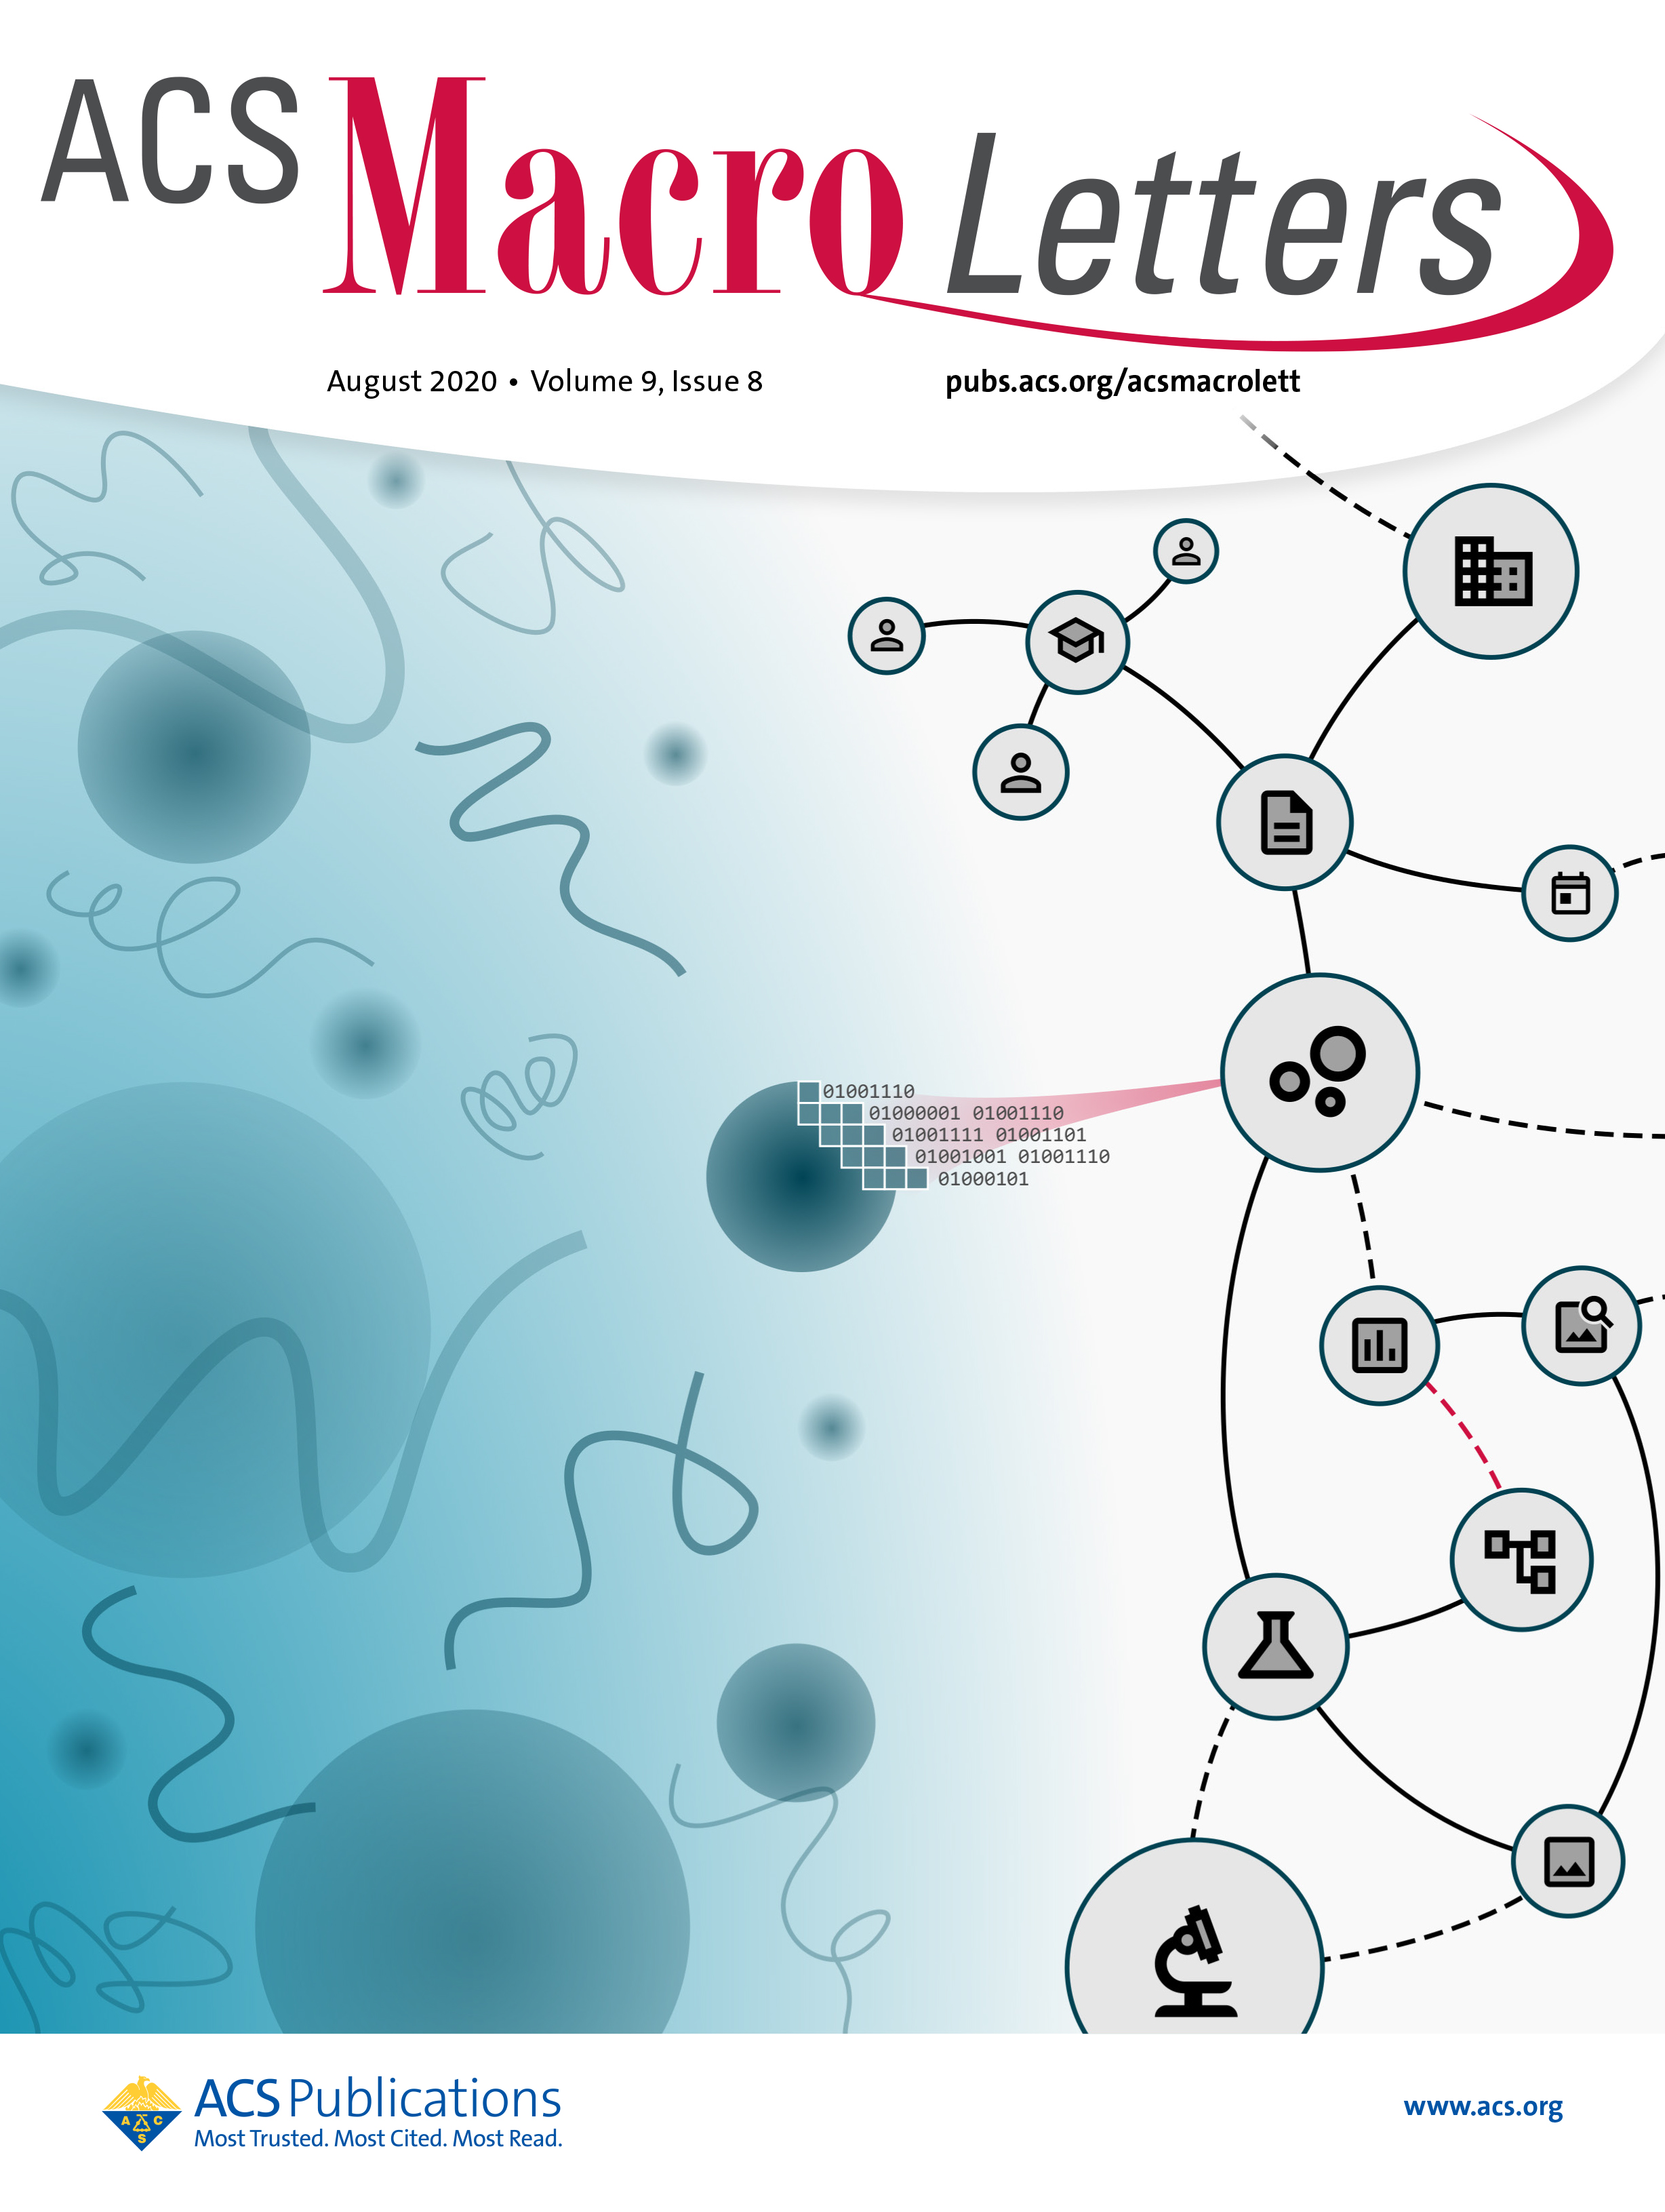 ACS Macro Letters
August 2020 • Volume 9, Issue 8 pubs.acs.org/acsmacrolett
01001110
01000001 01001110
01001111 01001101
01001001 01001110
01000101
ACS Publications
Most Trusted. Most Cited. Most Read.
www.acs.org
A C
S